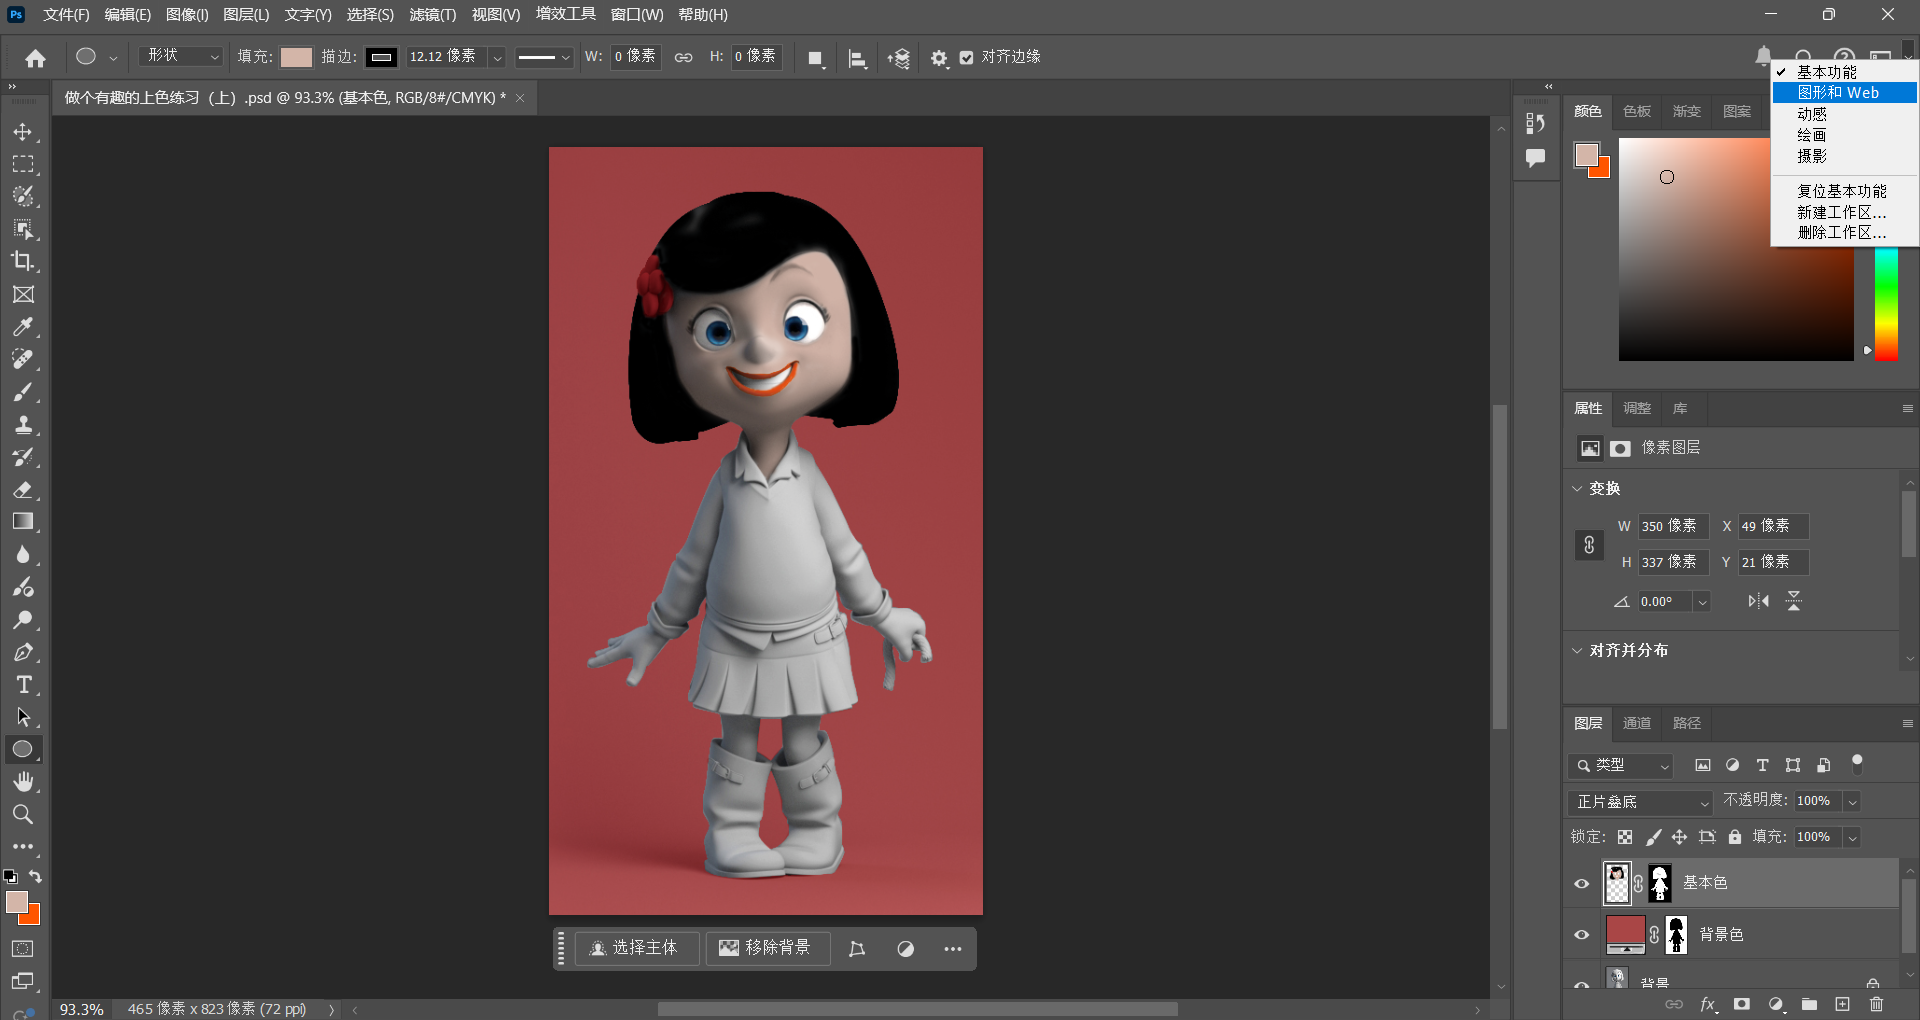 Ps 文件(F) 编辑(E) 图像(I) 图层(L) 文字(Y) 选择(S) 滤镜(T) 视图(V) 增效工具 窗口(W) 帮助(H)
形状 填充: 描边: 12.12 像素 W: 0 像素 H: 0 像素 对齐边缘
做个有趣的上色练习（上）.psd @ 93.3% (基本色, RGB/8#/CMYK) *
基本功能
图形和 Web
动感
绘画
摄影
复位基本功能
新建工作区...
删除工作区...
颜色 色板 渐变 图案
属性 调整 库
像素图层
变换
W 350 像素 X 49 像素
H 337 像素 Y 21 像素
0.00°
对齐并分布
图层 通道 路径
类型
正片叠底 不透明度: 100%
锁定: 填充: 100%
基本色
背景色
背景
选择主体 移除背景
93.3% 465 像素 x 823 像素 (72 ppi)
fx